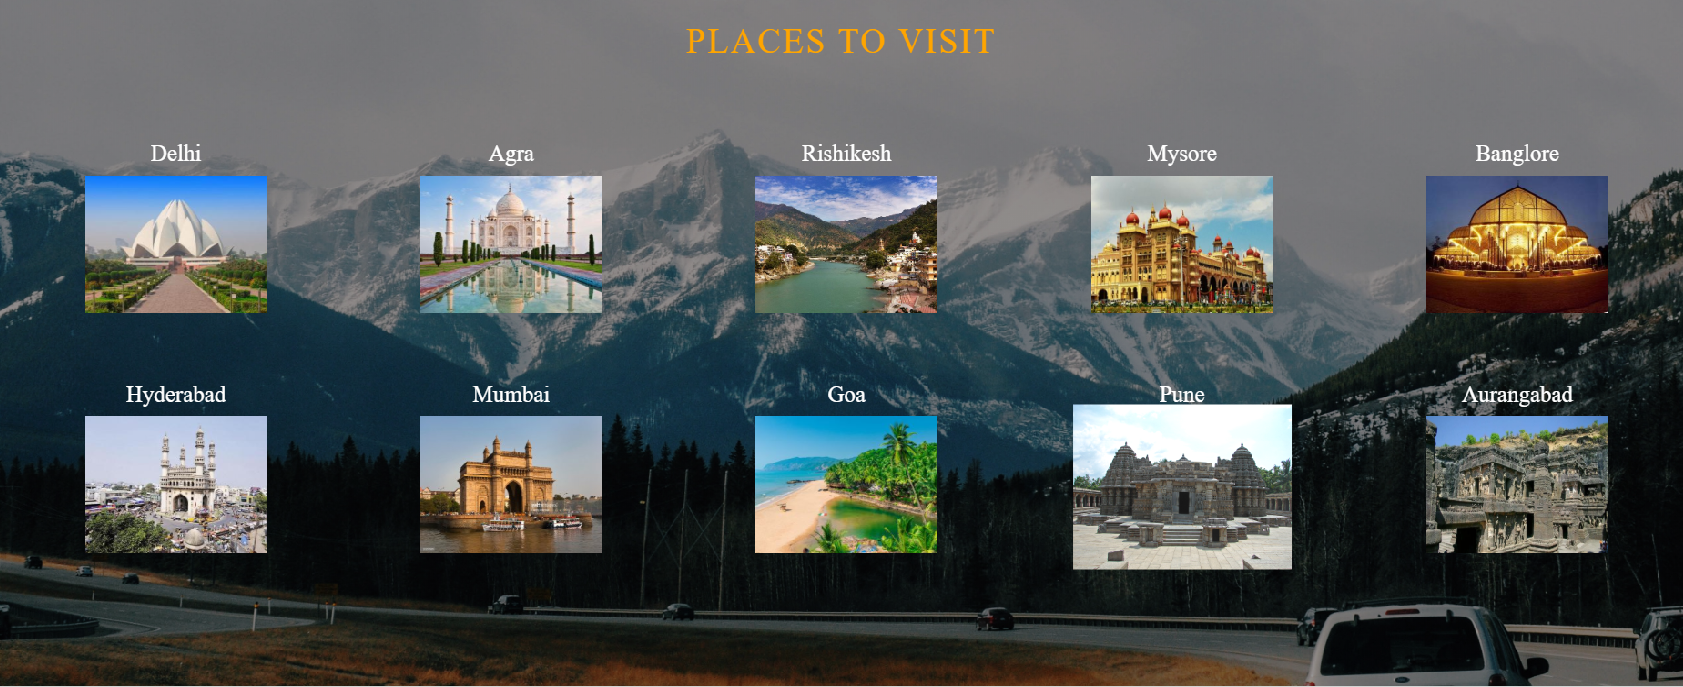 PLACES TO VISIT
Delhi
Agra
Rishikesh
Mysore
Banglore
Hyderabad
Mumbai
Goa
Pune
Aurangabad